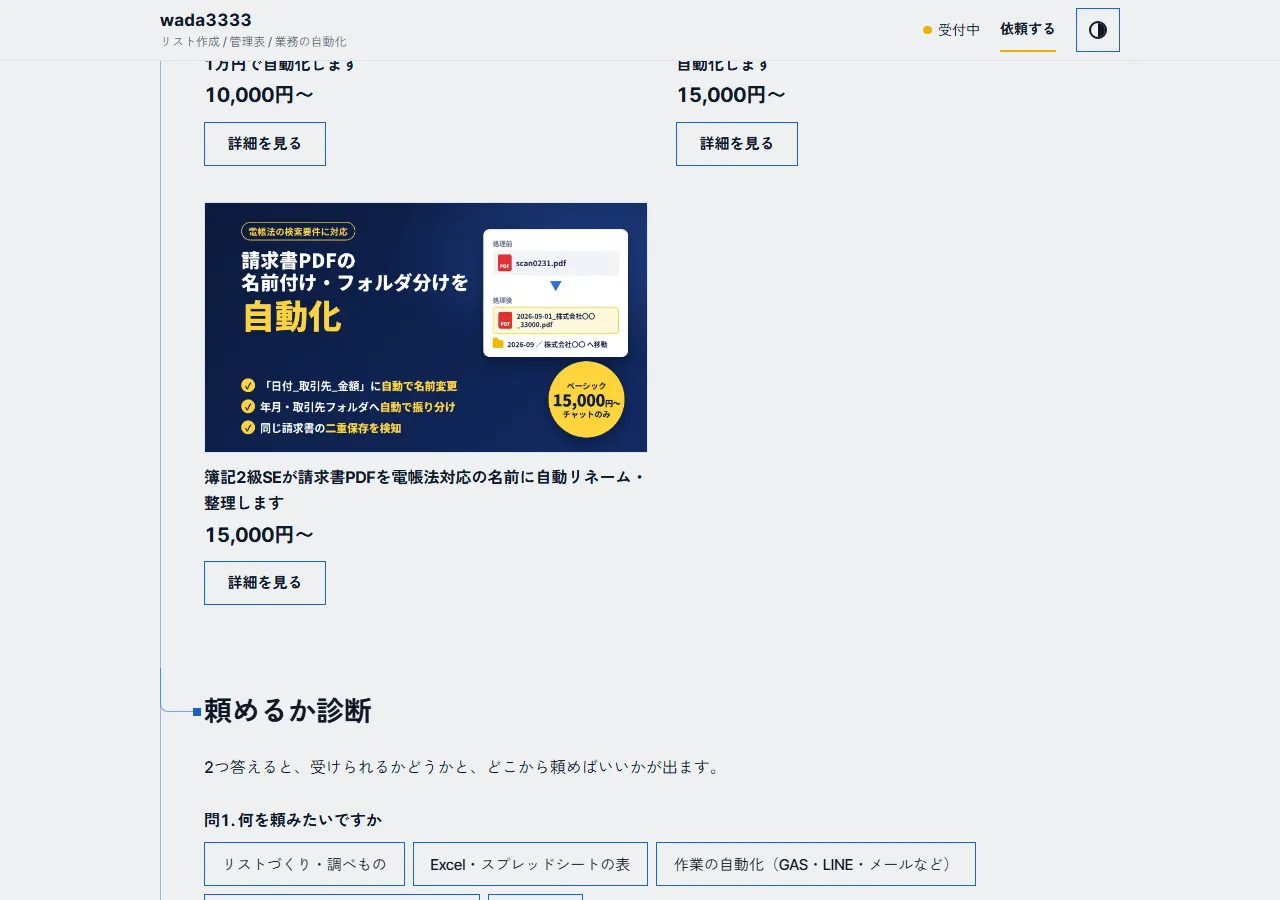 wada3333
リスト作成 / 管理表 / 業務の自動化
受付中
依頼する
1万円で自動化します
10,000円〜
詳細を見る
自動化します
15,000円〜
詳細を見る
電帳法の検索要件に対応
請求書PDFの
名前付け・フォルダ分けを
自動化
「日付_取引先_金額」に自動で名前変更
年月・取引先フォルダへ自動で振り分け
同じ請求書の二重保存を検知
処理前
PDF scan0231.pdf
処理後
PDF 2026-09-01_株式会社〇〇
_33000.pdf
2026-09 ／ 株式会社〇〇 へ移動
ベーシック
15,000円〜
チャットのみ
簿記2級SEが請求書PDFを電帳法対応の名前に自動リネーム・
整理します
15,000円〜
詳細を見る
頼めるか診断
2つ答えると、受けられるかどうかと、どこから頼めばいいかが出ます。
問1. 何を頼みたいですか
リストづくり・調べもの
Excel・スプレッドシートの表
作業の自動化（GAS・LINE・メールなど）